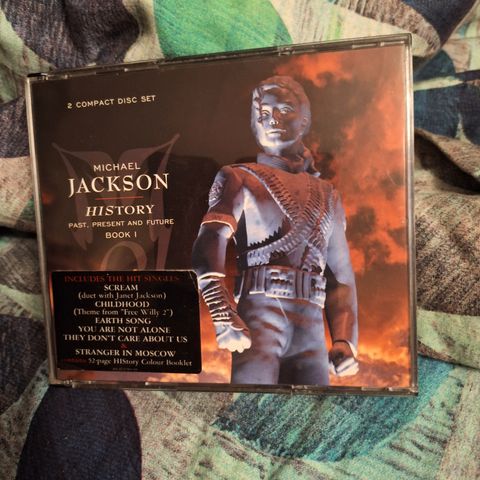 2 COMPACT DISC SET
MICHAEL
JACKSON
HISTORY
PAST, PRESENT AND FUTURE
BOOK I
INCLUDES THE HIT SINGLES
SCREAM
(duet with Janet Jackson)
CHILDHOOD
(Theme from "Free Willy 2")
EARTH SONG
YOU ARE NOT ALONE
THEY DON'T CARE ABOUT US
&
STRANGER IN MOSCOW
52-page HIStory Colour Booklet